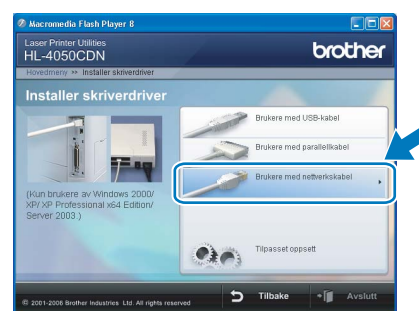 Macromedia Flash Player 8
Laser Printer Utilities
HL-4050CDN
brother
Hovedmeny >> Installer skriverdriver
Installer skriverdriver
Brukere med USB-kabel
Brukere med parallellkabel
Brukere med nettverkskabel
(Kun brukere av Windows 2000/
XP/ XP Professional x64 Edition/
Server 2003.)
Tilpasset oppsett
© 2001-2006 Brother Industries Ltd. All rights reserved
Tilbake
Avslutt